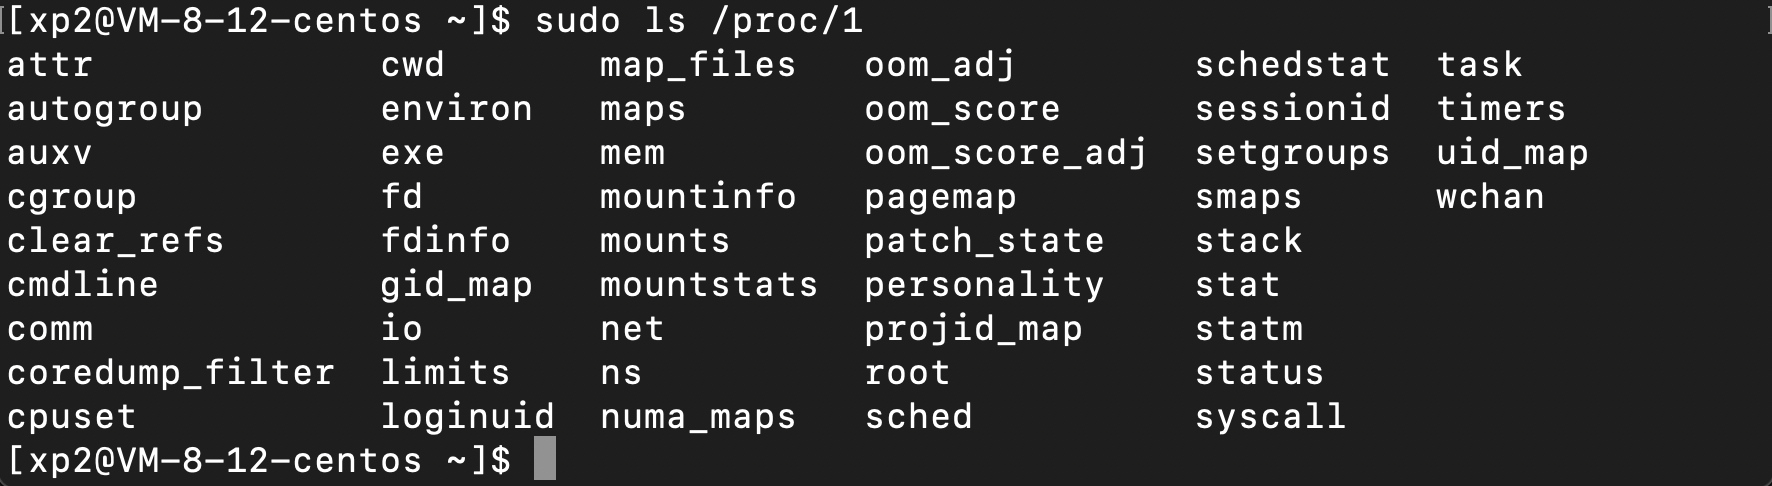 [xp2@VM-8-12-centos ~]$ sudo ls /proc/1
attr cwd map_files oom_adj schedstat task
autogroup environ maps oom_score sessionid timers
auxv exe mem oom_score_adj setgroups uid_map
cgroup fd mountinfo pagemap smaps wchan
clear_refs fdinfo mounts patch_state stack
cmdline gid_map mountstats personality stat
comm io net projid_map statm
coredump_filter limits ns root status
cpuset loginuid numa_maps sched syscall
[xp2@VM-8-12-centos ~]$